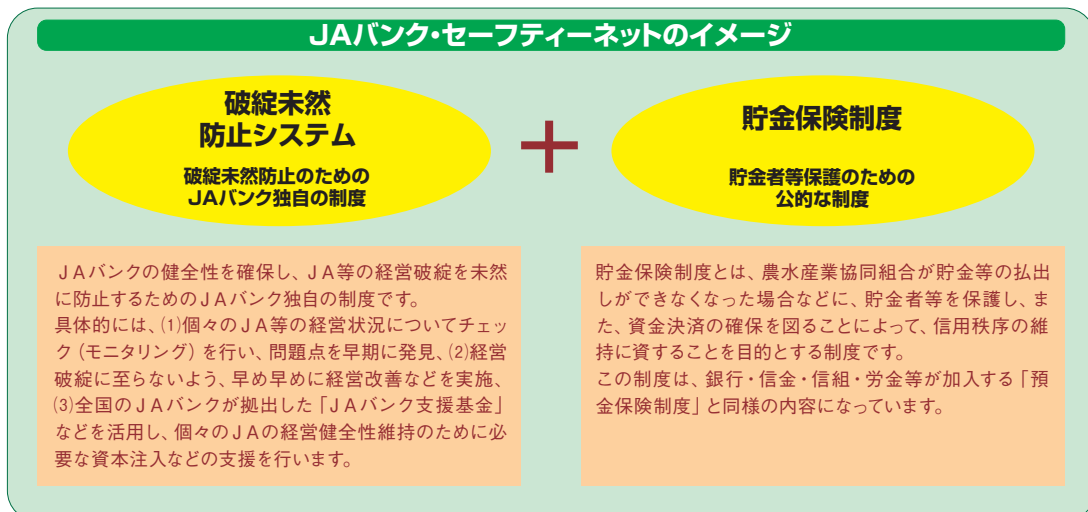 JAバンク・セーフティーネットのイメージ
破綻未然
防止システム
破綻未然防止のための
JAバンク独自の制度
＋
貯金保険制度
貯金者等保護のための
公的な制度
JAバンクの健全性を確保し、JA等の経営破綻を未然
に防止するためのJAバンク独自の制度です。
具体的には、(1)個々のJA等の経営状況についてチェッ
ク（モニタリング）を行い、問題点を早期に発見、(2)経営
破綻に至らないよう、早め早めに経営改善などを実施、
(3)全国のJAバンクが拠出した「JAバンク支援基金」
などを活用し、個々のJAの経営健全性維持のために必
要な資本注入などの支援を行います。
貯金保険制度とは、農水産業協同組合が貯金等の払出
しができなくなった場合などに、貯金者等を保護し、ま
た、資金決済の確保を図ることによって、信用秩序の維
持に資することを目的とする制度です。
この制度は、銀行・信金・信組・労金等が加入する「預
金保険制度」と同様の内容になっています。